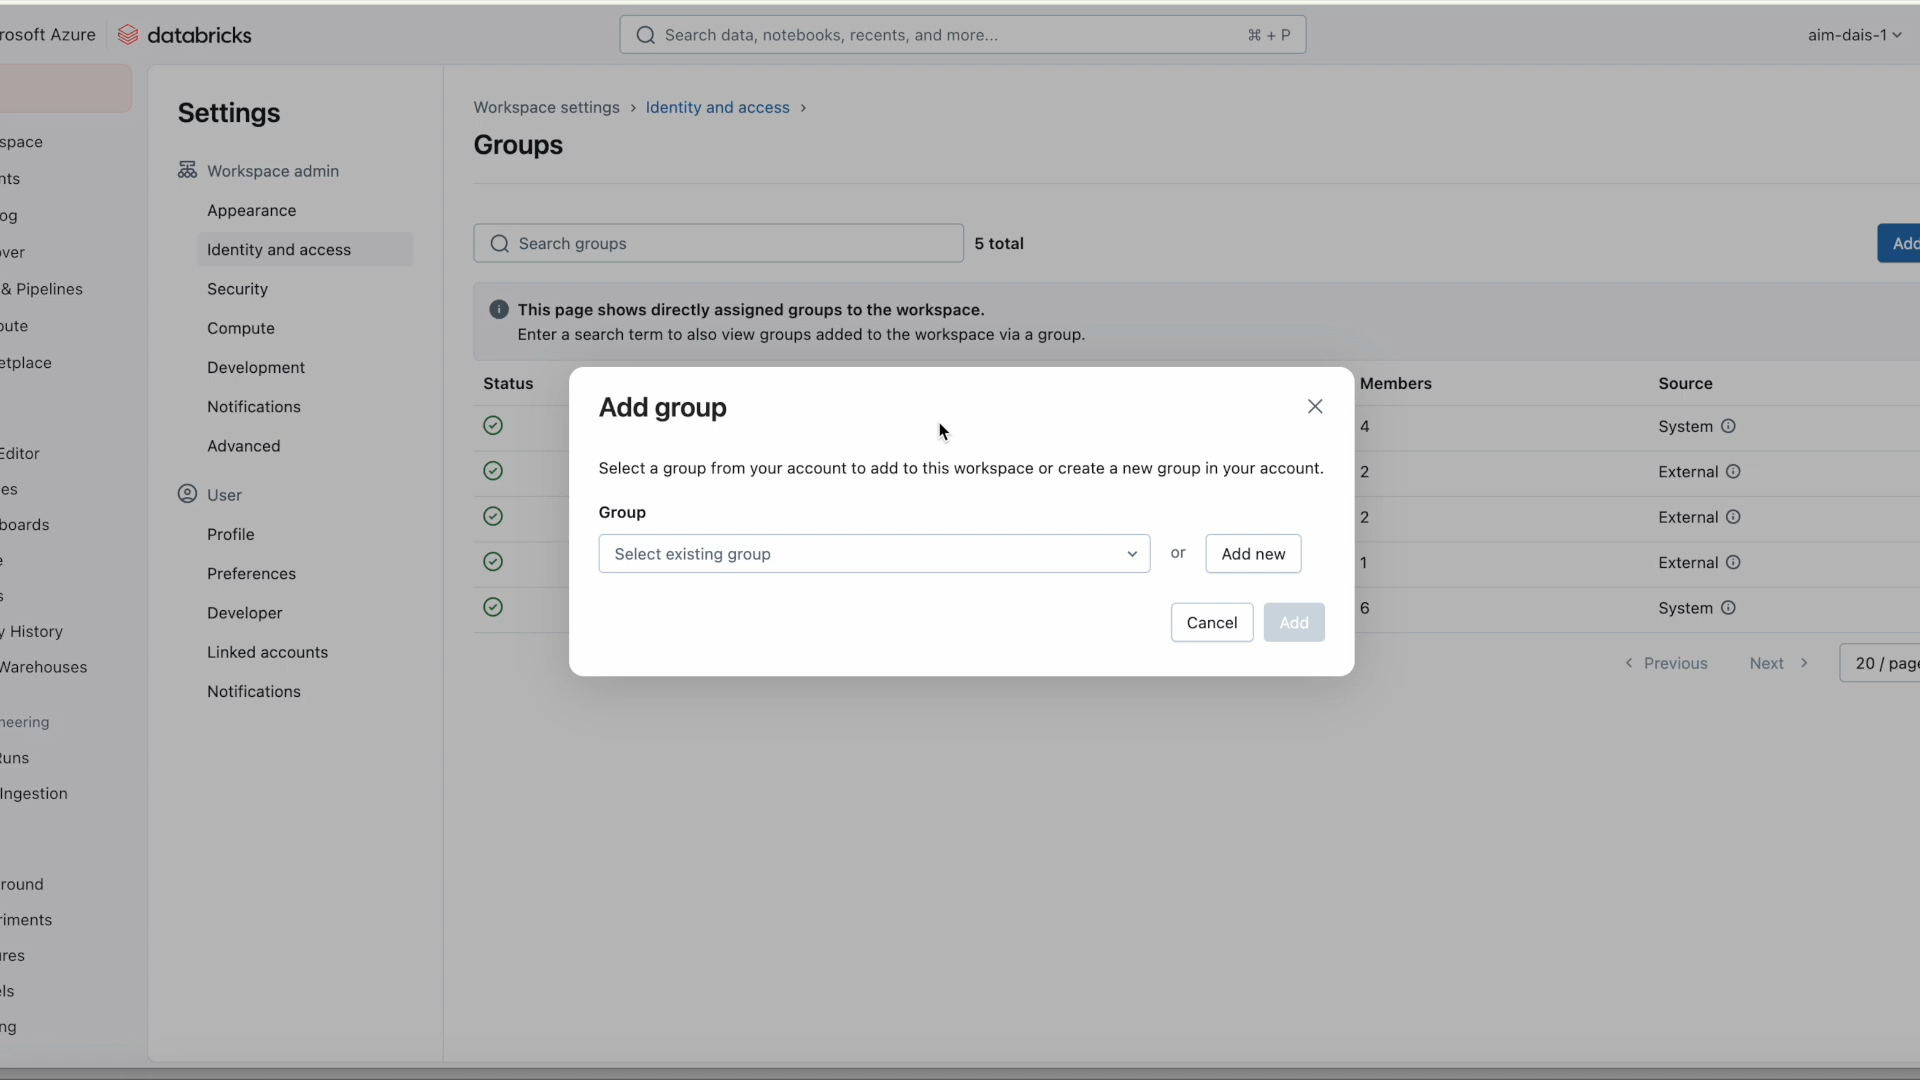 rosoft Azure databricks
Search data, notebooks, recents, and more... ⌘ + P
aim-dais-1
space
nts
og
over
& Pipelines
oute
etplace
Editor
es
boards
e
s
y History
Warehouses
neering
Runs
Ingestion
round
riments
ires
els
ng
Settings
Workspace admin
Appearance
Identity and access
Security
Compute
Development
Notifications
Advanced
User
Profile
Preferences
Developer
Linked accounts
Notifications
Workspace settings › Identity and access ›
Groups
Search groups
5 total
Add
This page shows directly assigned groups to the workspace.
Enter a search term to also view groups added to the workspace via a group.
Status Members Source
4 System
2 External
2 External
1 External
6 System
Previous Next 20 / page
Add group
Select a group from your account to add to this workspace or create a new group in your account.
Group
Select existing group or Add new
Cancel Add